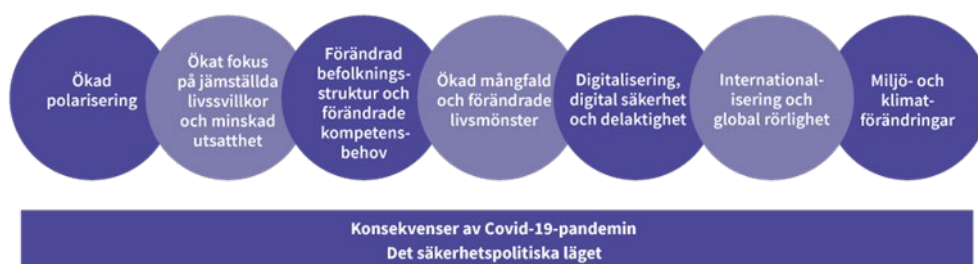 Ökad
polarisering
Ökat fokus
på jämställda
livssvillkor
och minskad
utsatthet
Förändrad
befolknings-
struktur och
förändrade
kompetens-
behov
Ökad mångfald
och förändrade
livsmönster
Digitalisering,
digital säkerhet
och delaktighet
International-
isering och
global rörlighet
Miljö- och
klimat-
förändringar
Konsekvenser av Covid-19-pandemin
Det säkerhetspolitiska läget